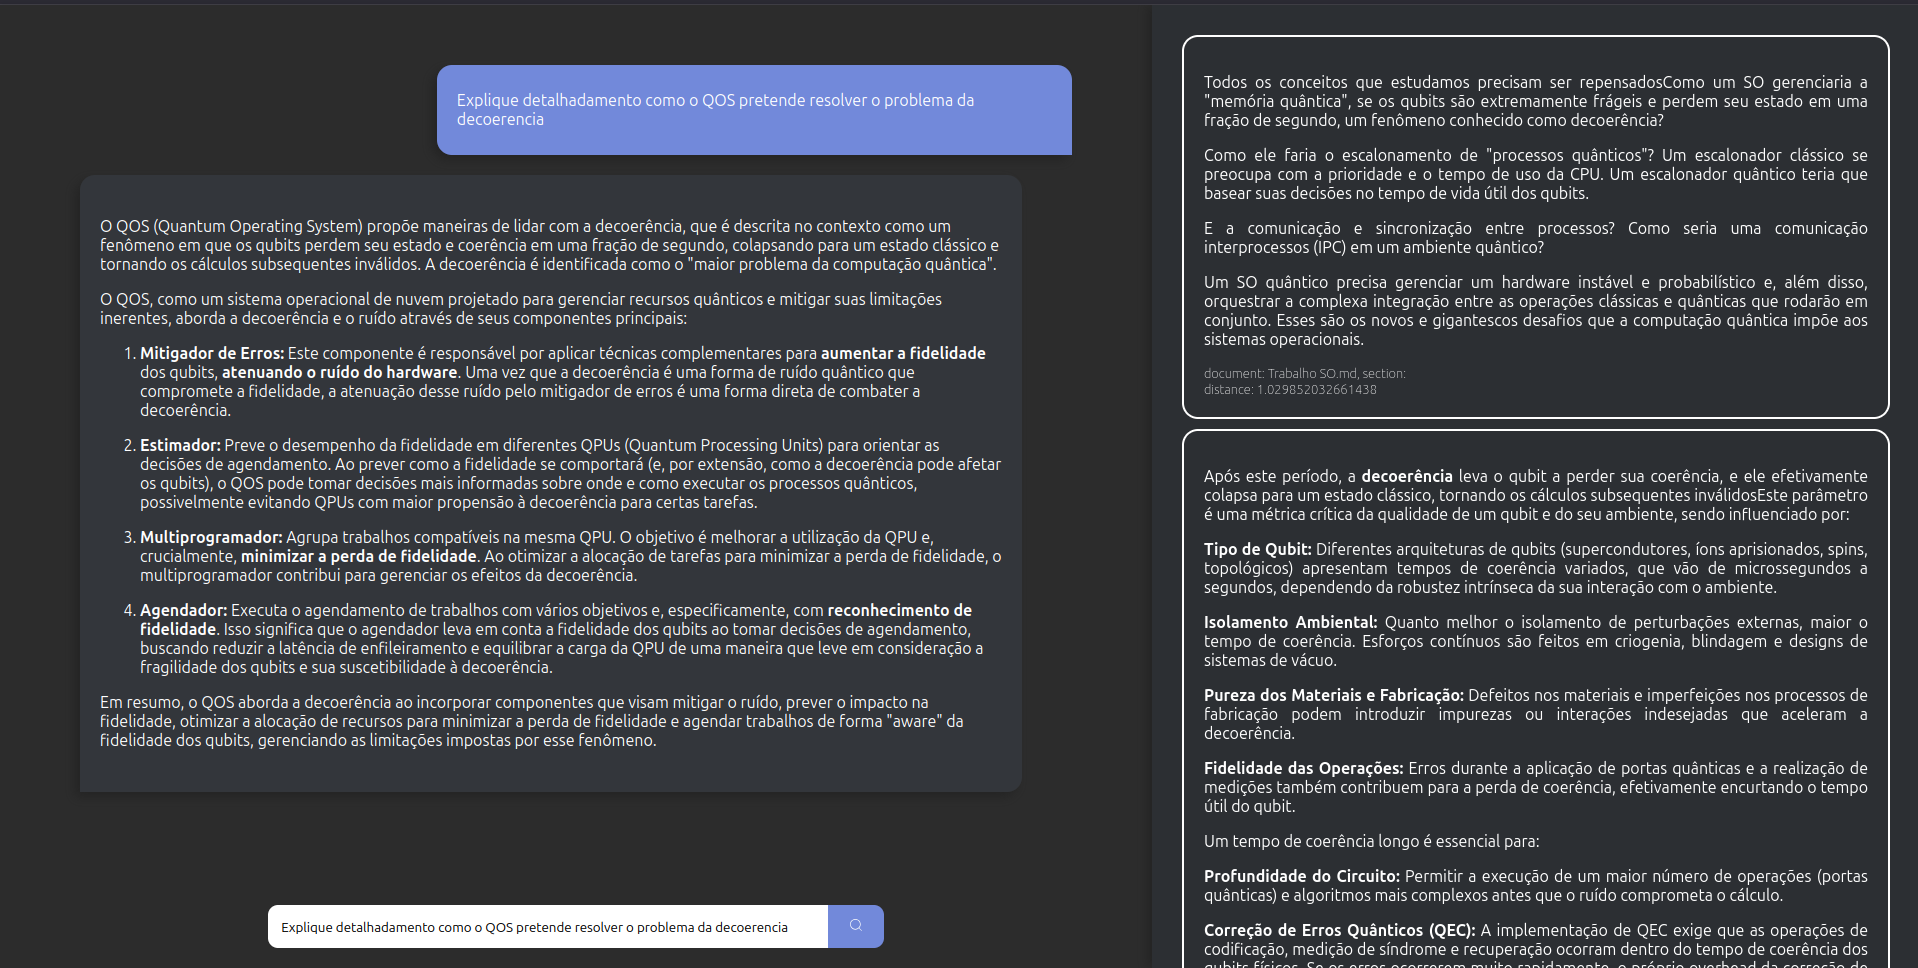 Explique detalhadamento como o QOS pretende resolver o problema da
decoerencia
O QOS (Quantum Operating System) propõe maneiras de lidar com a decoerência, que é descrita no contexto como um
fenômeno em que os qubits perdem seu estado e coerência em uma fração de segundo, colapsando para um estado clássico e
tornando os cálculos subsequentes inválidos. A decoerência é identificada como o "maior problema da computação quântica".
O QOS, como um sistema operacional de nuvem projetado para gerenciar recursos quânticos e mitigar suas limitações
inerentes, aborda a decoerência e o ruído através de seus componentes principais:
1. Mitigador de Erros: Este componente é responsável por aplicar técnicas complementares para aumentar a fidelidade
dos qubits, atenuando o ruído do hardware. Uma vez que a decoerência é uma forma de ruído quântico que
compromete a fidelidade, a atenuação desse ruído pelo mitigador de erros é uma forma direta de combater a
decoerência.
2. Estimador: Preve o desempenho da fidelidade em diferentes QPUs (Quantum Processing Units) para orientar as
decisões de agendamento. Ao prever como a fidelidade se comportará (e, por extensão, como a decoerência pode afetar
os qubits), o QOS pode tomar decisões mais informadas sobre onde e como executar os processos quânticos,
possivelmente evitando QPUs com maior propensão à decoerência para certas tarefas.
3. Multiprogramador: Agrupa trabalhos compatíveis na mesma QPU. O objetivo é melhorar a utilização da QPU e,
crucialmente, minimizar a perda de fidelidade. Ao otimizar a alocação de tarefas para minimizar a perda de fidelidade, o
multiprogramador contribui para gerenciar os efeitos da decoerência.
4. Agendador: Executa o agendamento de trabalhos com vários objetivos e, especificamente, com reconhecimento de
fidelidade. Isso significa que o agendador leva em conta a fidelidade dos qubits ao tomar decisões de agendamento,
buscando reduzir a latência de enfileiramento e equilibrar a carga da QPU de uma maneira que leve em consideração a
fragilidade dos qubits e sua suscetibilidade à decoerência.
Em resumo, o QOS aborda a decoerência ao incorporar componentes que visam mitigar o ruído, prever o impacto na
fidelidade, otimizar a alocação de recursos para minimizar a perda de fidelidade e agendar trabalhos de forma "aware" da
fidelidade dos qubits, gerenciando as limitações impostas por esse fenômeno.
Explique detalhadamento como o QOS pretende resolver o problema da decoerencia
Todos os conceitos que estudamos precisam ser repensadosComo um SO gerenciaria a
"memória quântica", se os qubits são extremamente frágeis e perdem seu estado em uma
fração de segundo, um fenômeno conhecido como decoerência?
Como ele faria o escalonamento de "processos quânticos"? Um escalonador clássico se
preocupa com a prioridade e o tempo de uso da CPU. Um escalonador quântico teria que
basear suas decisões no tempo de vida útil dos qubits.
E a comunicação e sincronização entre processos? Como seria uma comunicação
interprocessos (IPC) em um ambiente quântico?
Um SO quântico precisa gerenciar um hardware instável e probabilístico e, além disso,
orquestrar a complexa integração entre as operações clássicas e quânticas que rodarão em
conjunto. Esses são os novos e gigantescos desafios que a computação quântica impõe aos
sistemas operacionais.
document: Trabalho SO.md, section:
distance: 1.029852032661438
Após este período, a decoerência leva o qubit a perder sua coerência, e ele efetivamente
colapsa para um estado clássico, tornando os cálculos subsequentes inválidosEste parâmetro
é uma métrica crítica da qualidade de um qubit e do seu ambiente, sendo influenciado por:
Tipo de Qubit: Diferentes arquiteturas de qubits (supercondutores, íons aprisionados, spins,
topológicos) apresentam tempos de coerência variados, que vão de microssegundos a
segundos, dependendo da robustez intrínseca da sua interação com o ambiente.
Isolamento Ambiental: Quanto melhor o isolamento de perturbações externas, maior o
tempo de coerência. Esforços contínuos são feitos em criogenia, blindagem e designs de
sistemas de vácuo.
Pureza dos Materiais e Fabricação: Defeitos nos materiais e imperfeições nos processos de
fabricação podem introduzir impurezas ou interações indesejadas que aceleram a
decoerência.
Fidelidade das Operações: Erros durante a aplicação de portas quânticas e a realização de
medições também contribuem para a perda de coerência, efetivamente encurtando o tempo
útil do qubit.
Um tempo de coerência longo é essencial para:
Profundidade do Circuito: Permitir a execução de um maior número de operações (portas
quânticas) e algoritmos mais complexos antes que o ruído comprometa o cálculo.
Correção de Erros Quânticos (QEC): A implementação de QEC exige que as operações de
codificação, medição de síndrome e recuperação ocorram dentro do tempo de coerência dos
qubits físicos. Se os erros ocorrerem muito rapidamente, o próprio overhead da correção de